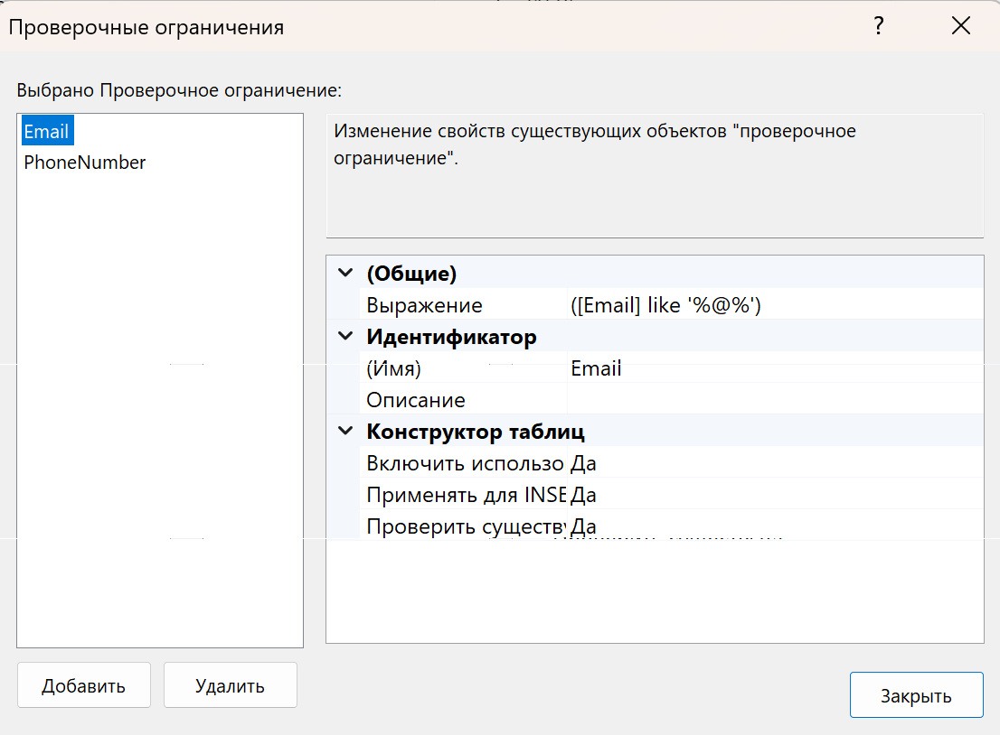 Проверочные ограничения
?
Выбрано Проверочное ограничение:
Email
PhoneNumber
Изменение свойств существующих объектов "проверочное
ограничение".
(Общие)
Выражение ([Email] like '%@%')
Идентификатор
(Имя) Email
Описание
Конструктор таблиц
Включить использо Да
Применять для INSE Да
Проверить существу Да
Добавить
Удалить
Закрыть